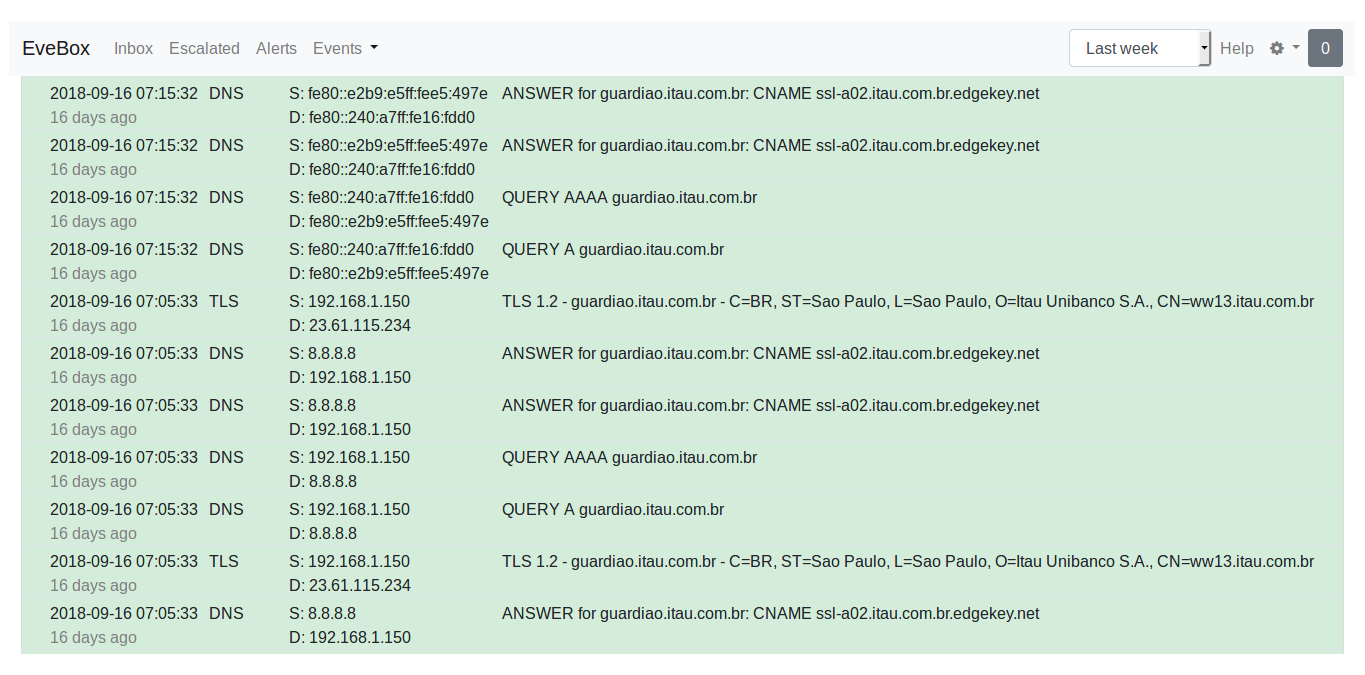 EveBox Inbox Escalated Alerts Events Last week Help 0
2018-09-16 07:15:32 DNS S: fe80::e2b9:e5ff:fee5:497e ANSWER for guardiao.itau.com.br: CNAME ssl-a02.itau.com.br.edgekey.net
16 days ago D: fe80::240:a7ff:fe16:fdd0
2018-09-16 07:15:32 DNS S: fe80::e2b9:e5ff:fee5:497e ANSWER for guardiao.itau.com.br: CNAME ssl-a02.itau.com.br.edgekey.net
16 days ago D: fe80::240:a7ff:fe16:fdd0
2018-09-16 07:15:32 DNS S: fe80::240:a7ff:fe16:fdd0 QUERY AAAA guardiao.itau.com.br
16 days ago D: fe80::e2b9:e5ff:fee5:497e
2018-09-16 07:15:32 DNS S: fe80::240:a7ff:fe16:fdd0 QUERY A guardiao.itau.com.br
16 days ago D: fe80::e2b9:e5ff:fee5:497e
2018-09-16 07:05:33 TLS S: 192.168.1.150 TLS 1.2 - guardiao.itau.com.br - C=BR, ST=Sao Paulo, L=Sao Paulo, O=Itau Unibanco S.A., CN=ww13.itau.com.br
16 days ago D: 23.61.115.234
2018-09-16 07:05:33 DNS S: 8.8.8.8 ANSWER for guardiao.itau.com.br: CNAME ssl-a02.itau.com.br.edgekey.net
16 days ago D: 192.168.1.150
2018-09-16 07:05:33 DNS S: 8.8.8.8 ANSWER for guardiao.itau.com.br: CNAME ssl-a02.itau.com.br.edgekey.net
16 days ago D: 192.168.1.150
2018-09-16 07:05:33 DNS S: 192.168.1.150 QUERY AAAA guardiao.itau.com.br
16 days ago D: 8.8.8.8
2018-09-16 07:05:33 DNS S: 192.168.1.150 QUERY A guardiao.itau.com.br
16 days ago D: 8.8.8.8
2018-09-16 07:05:33 TLS S: 192.168.1.150 TLS 1.2 - guardiao.itau.com.br - C=BR, ST=Sao Paulo, L=Sao Paulo, O=Itau Unibanco S.A., CN=ww13.itau.com.br
16 days ago D: 23.61.115.234
2018-09-16 07:05:33 DNS S: 8.8.8.8 ANSWER for guardiao.itau.com.br: CNAME ssl-a02.itau.com.br.edgekey.net
16 days ago D: 192.168.1.150